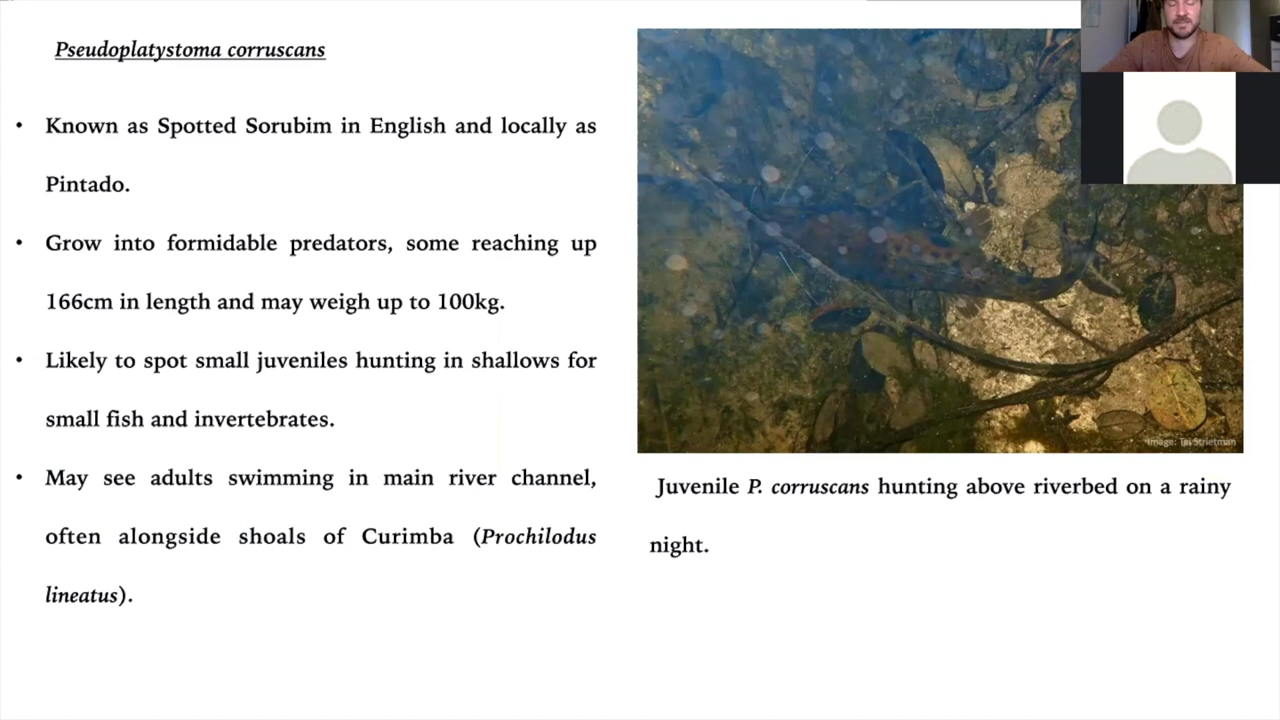 Pseudoplatystoma corruscans
• Known as Spotted Sorubim in English and locally as
Pintado.
• Grow into formidable predators, some reaching up
166cm in length and may weigh up to 100kg.
• Likely to spot small juveniles hunting in shallows for
small fish and invertebrates.
• May see adults swimming in main river channel,
often alongside shoals of Curimba (Prochilodus
lineatus).
Image: Tai Strietman
Juvenile P. corruscans hunting above riverbed on a rainy
night.